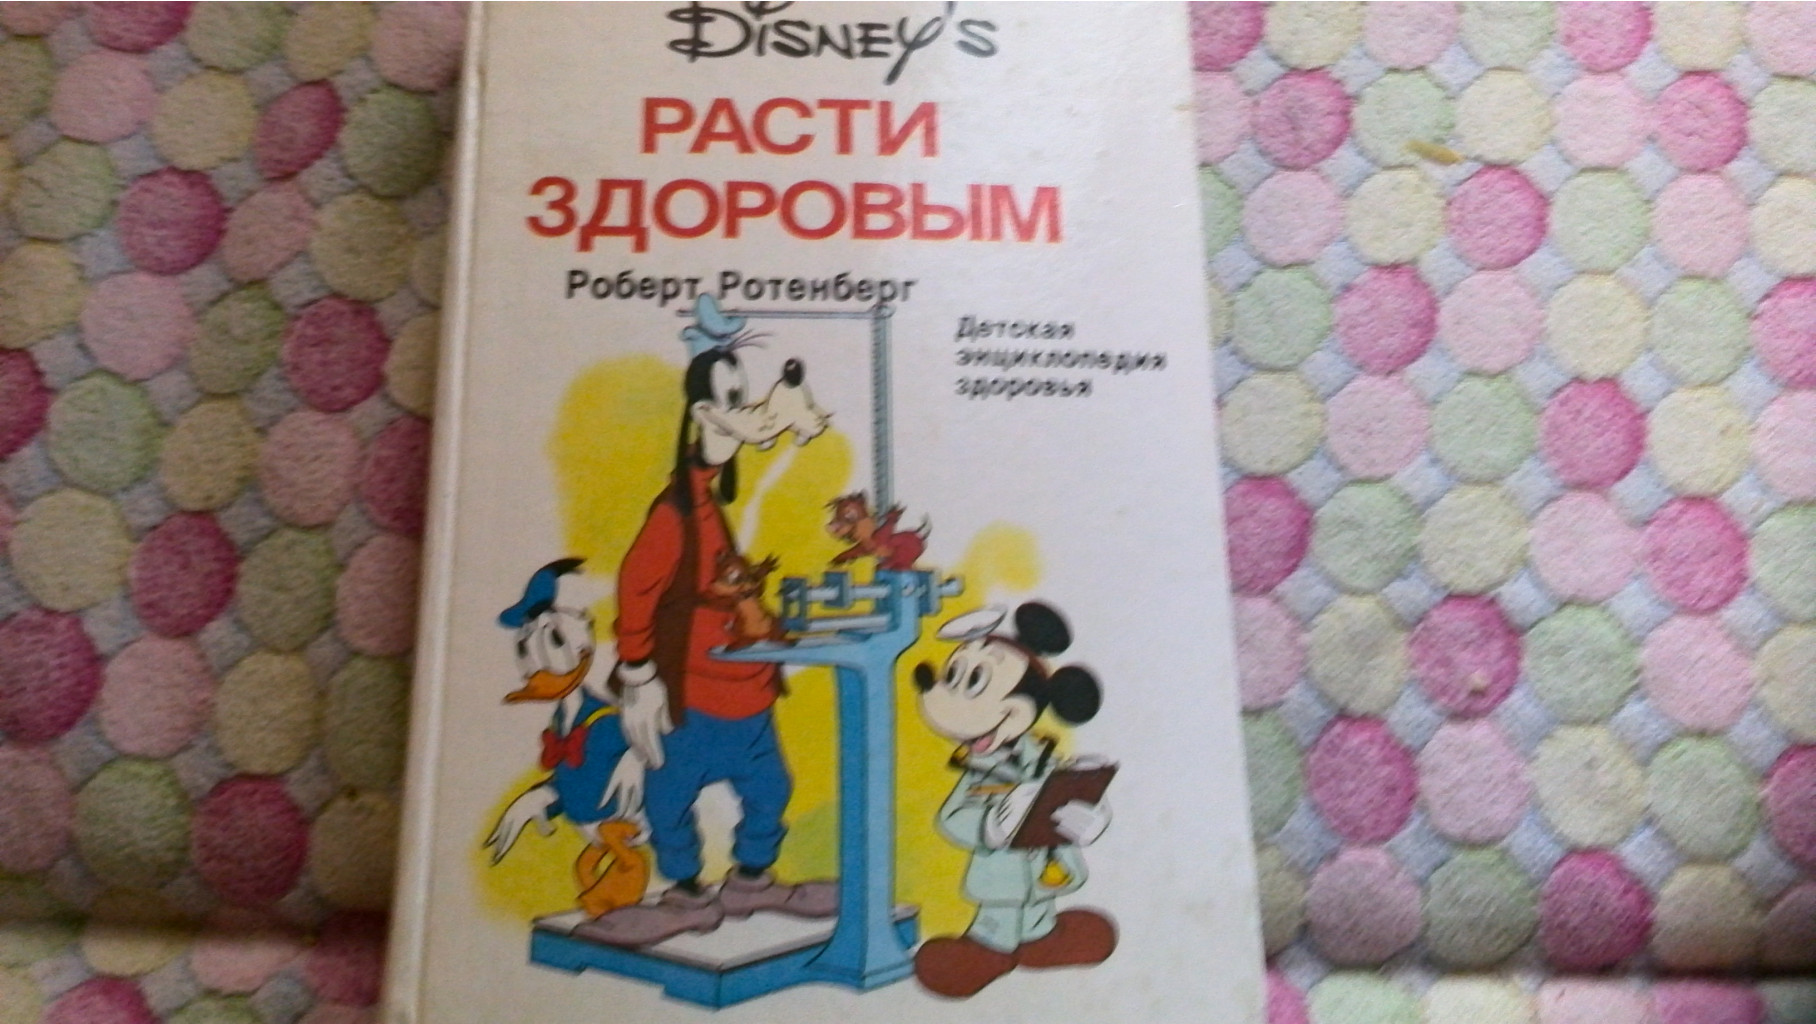 Disney's
РАСТИ
ЗДОРОВЫМ
Роберт Ротенберг
Детская
энциклопедия
здоровья